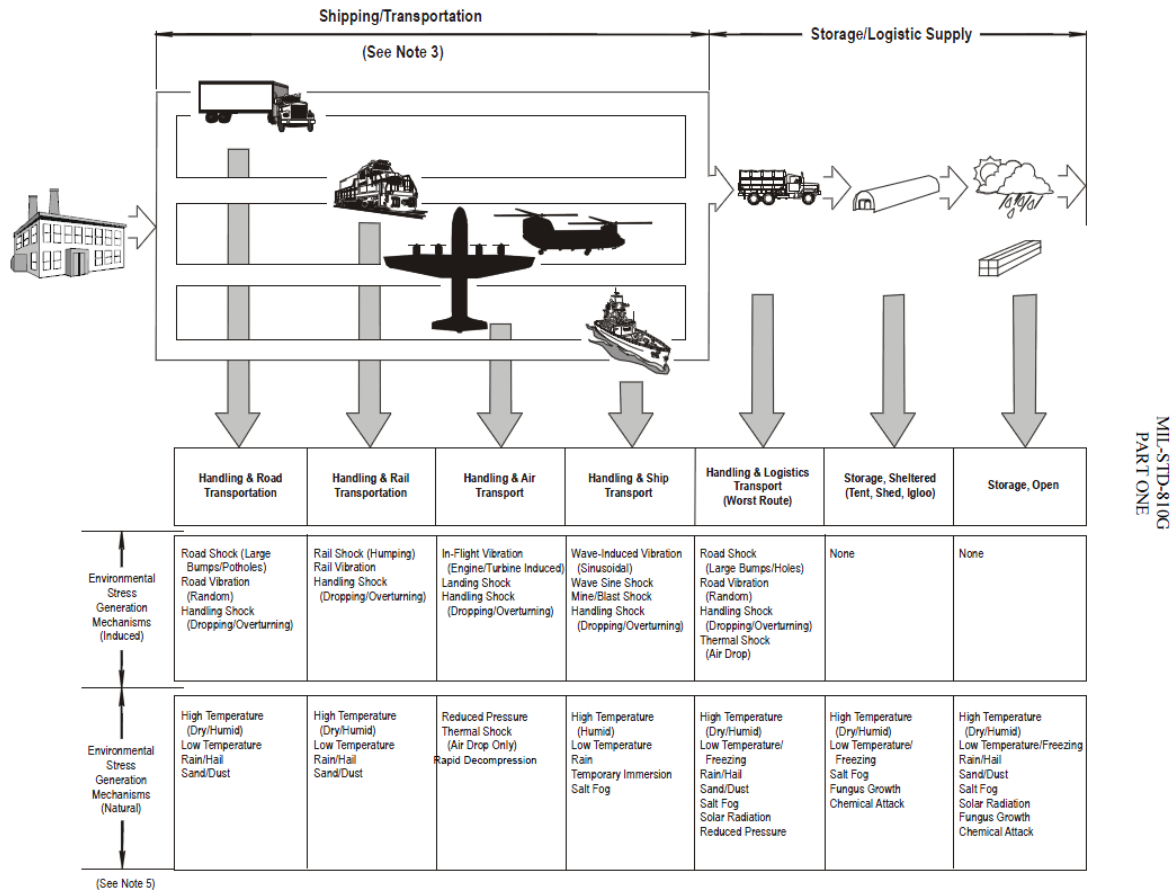 Shipping/Transportation
(See Note 3)
Storage/Logistic Supply
MIL-STD-810G
PART ONE
Handling & Road
Transportation
Handling & Rail
Transportation
Handling & Air
Transport
Handling & Ship
Transport
Handling & Logistics
Transport
(Worst Route)
Storage, Sheltered
(Tent, Shed, Igloo)
Storage, Open
Environmental
Stress
Generation
Mechanisms
(Induced)
Road Shock (Large
Bumps/Potholes)
Road Vibration
(Random)
Handling Shock
(Dropping/Overturning)
Rail Shock (Humping)
Rail Vibration
Handling Shock
(Dropping/Overturning)
In-Flight Vibration
(Engine/Turbine Induced)
Landing Shock
Handling Shock
(Dropping/Overturning)
Wave-Induced Vibration
(Sinusoidal)
Wave Sine Shock
Mine/Blast Shock
Handling Shock
(Dropping/Overturning)
Road Shock
(Large Bumps/Holes)
Road Vibration
(Random)
Handling Shock
(Dropping/Overturning)
Thermal Shock
(Air Drop)
None
None
Environmental
Stress
Generation
Mechanisms
(Natural)
High Temperature
(Dry/Humid)
Low Temperature
Rain/Hail
Sand/Dust
High Temperature
(Dry/Humid)
Low Temperature
Rain/Hail
Sand/Dust
Reduced Pressure
Thermal Shock
(Air Drop Only)
Rapid Decompression
High Temperature
(Humid)
Low Temperature
Rain
Temporary Immersion
Salt Fog
High Temperature
(Dry/Humid)
Low Temperature/
Freezing
Rain/Hail
Sand/Dust
Salt Fog
Solar Radiation
Reduced Pressure
High Temperature
(Dry/Humid)
Low Temperature/
Freezing
Salt Fog
Fungus Growth
Chemical Attack
High Temperature
(Dry/Humid)
Low Temperature/Freezing
Rain/Hail
Sand/Dust
Salt Fog
Solar Radiation
Fungus Growth
Chemical Attack
(See Note 5)